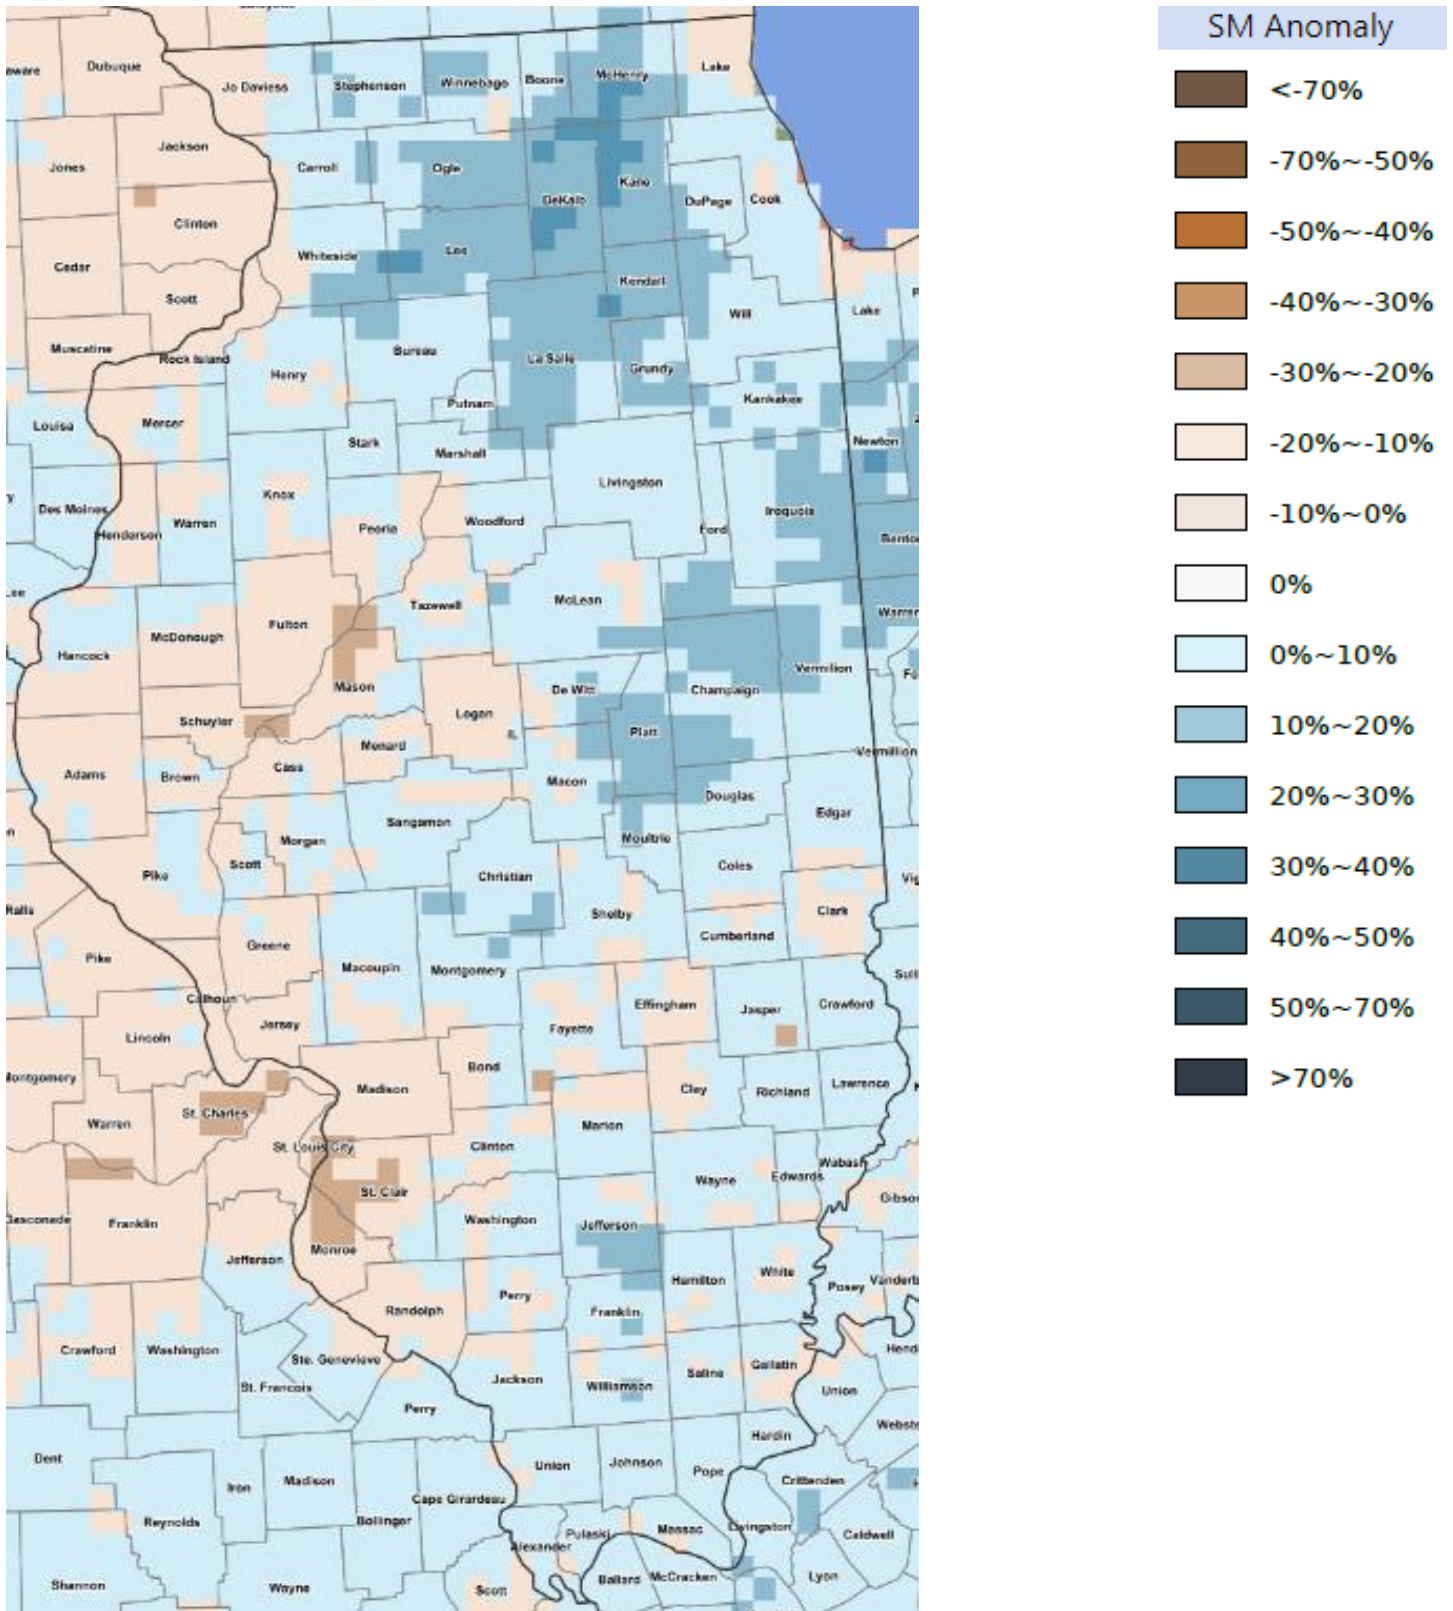 SM Anomaly
<-70%
-70%~-50%
-50%~-40%
-40%~-30%
-30%~-20%
-20%~-10%
-10%~0%
0%
0%~10%
10%~20%
20%~30%
30%~40%
40%~50%
50%~70%
>70%
Dubuque
Jo Daviess
Stephenson
Winnebago
Boone
McHenry
Lake
Jones
Jackson
Carroll
Ogle
DeKalb
Kane
DuPage
Cook
Clinton
Cedar
Whiteside
Lee
Scott
Kendall
Will
Lake
Muscatine
Rock Island
Henry
Bureau
La Salle
Grundy
Putnam
Kankakee
Louisa
Mercer
Stark
Marshall
Newton
Des Moines
Henderson
Warren
Knox
Peoria
Woodford
Livingston
Ford
Iroquois
Fulton
Tazewell
McLean
Hancock
McDonough
Mason
De Witt
Champaign
Vermilion
Schuyler
Logan
IL
Piatt
Menard
Vermillion
Adams
Brown
Cass
Macon
Douglas
Edgar
Sangamon
Moultrie
Morgan
Scott
Pike
Christian
Coles
Shelby
Clark
Cumberland
Greene
Macoupin
Montgomery
Pike
Calhoun
Jersey
Effingham
Jasper
Crawford
Lincoln
Fayette
Bond
Madison
Clay
Richland
Lawrence
St. Charles
Warren
Marion
St. Louis City
Clinton
Wayne
Edwards
Wabash
St. Clair
Gasconade
Franklin
Washington
Jefferson
Monroe
Jefferson
Hamilton
White
Posey
Randolph
Perry
Franklin
Crawford
Washington
Ste. Genevieve
St. Francois
Jackson
Williamson
Saline
Gallatin
Union
Perry
Hardin
Dent
Iron
Madison
Union
Johnson
Pope
Crittenden
Cape Girardeau
Bollinger
Reynolds
Alexander
Pulaski
Massac
Livingston
Caldwell
Shannon
Wayne
Scott
Ballard
McCracken
Lyon